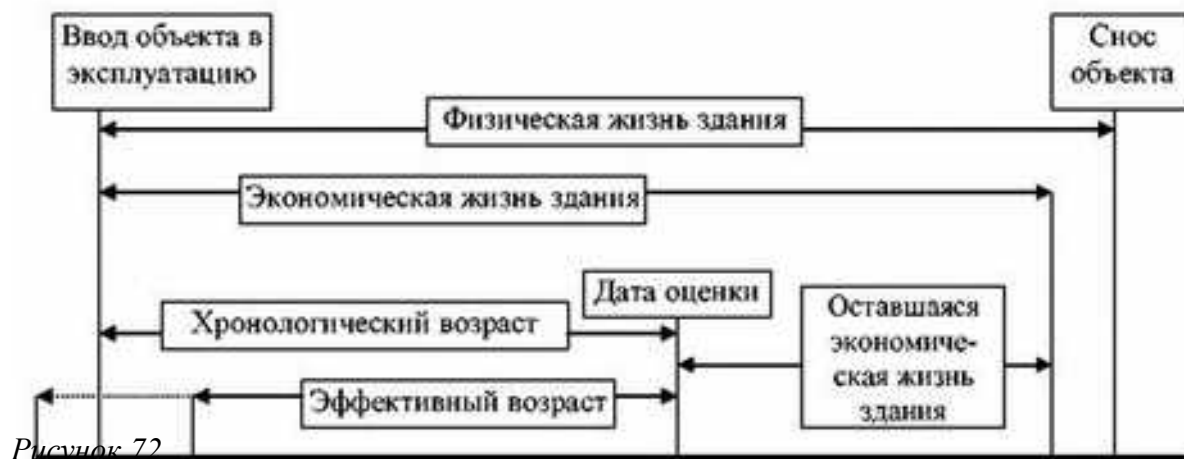 Ввод объекта в
эксплуатацию
Снос
объекта
Физическая жизнь здания
Экономическая жизнь здания
Дата оценки
Хронологический возраст
Оставшаяся
экономиче-
ская жизнь
здания
Эффективный возраст
Рисунок 72